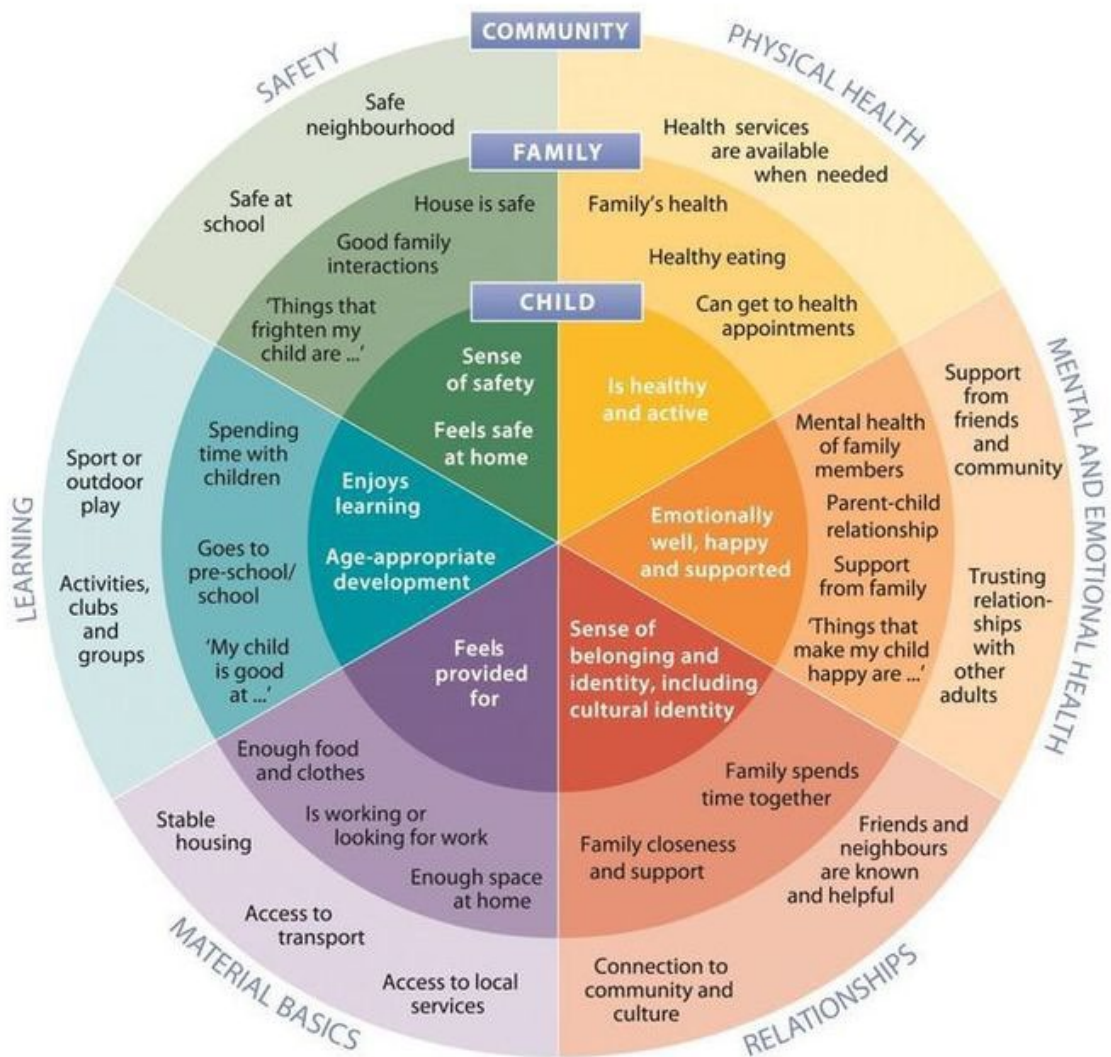 COMMUNITY
FAMILY
CHILD
SAFETY
Safe
neighbourhood
Safe at
school
House is safe
Good family
interactions
'Things that
frighten my
child are ...'
Sense
of safety
Feels safe
at home
PHYSICAL HEALTH
Health services
are available
when needed
Family's health
Healthy eating
Can get to health
appointments
Is healthy
and active
MENTAL AND EMOTIONAL HEALTH
Support
from
friends
and
community
Trusting
relation-
ships
with
other
adults
Mental health
of family
members
Parent-child
relationship
Support
from family
'Things that
make my child
happy are ...'
Emotionally
well, happy
and supported
RELATIONSHIPS
Friends and
neighbours
are known
and helpful
Connection to
community and
culture
Family spends
time together
Family closeness
and support
Sense of
belonging and
identity, including
cultural identity
MATERIAL BASICS
Stable
housing
Access to
transport
Access to local
services
Enough food
and clothes
Is working or
looking for work
Enough space
at home
Feels
provided
for
LEARNING
Sport or
outdoor
play
Activities,
clubs
and
groups
Spending
time with
children
Goes to
pre-school/
school
'My child
is good
at ...'
Enjoys
learning
Age-appropriate
development